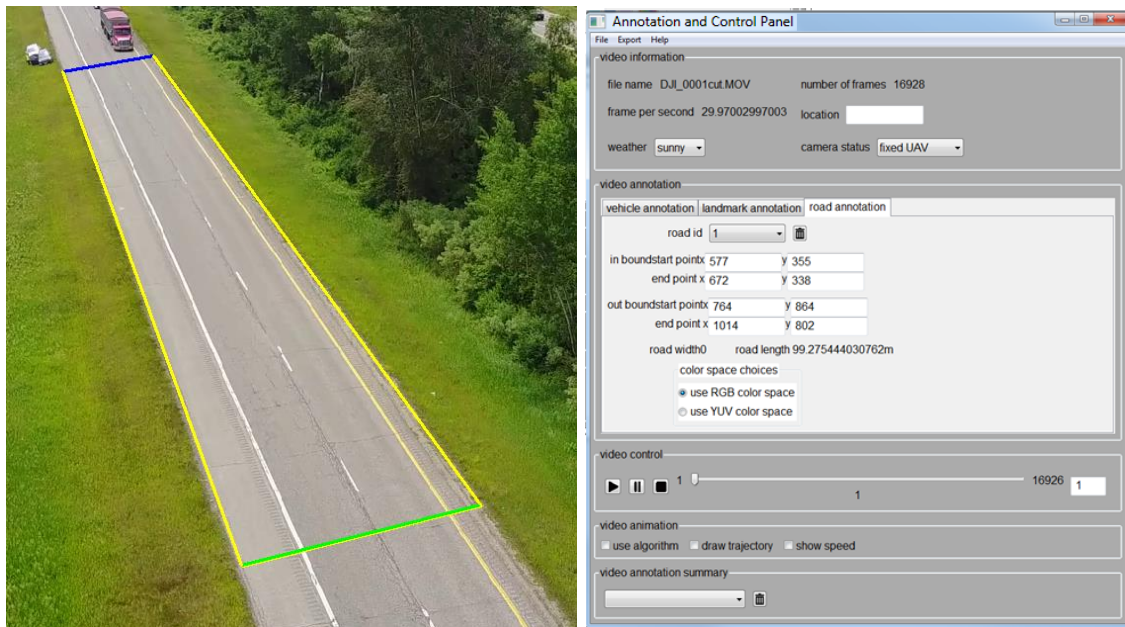 Annotation and Control Panel
File Export Help
video information
file name DJI_0001cut.MOV number of frames 16928
frame per second 29.97002997003 location
weather sunny camera status fixed UAV
video annotation
vehicle annotation landmark annotation road annotation
road id 1
in boundstart pointx 577 y 355
end point x 672 y 338
out boundstart pointx 764 y 864
end point x 1014 y 802
road width0 road length 99.275444030762m
color space choices
use RGB color space
use YUV color space
video control
1 16926 1
1
video animation
use algorithm draw trajectory show speed
video annotation summary